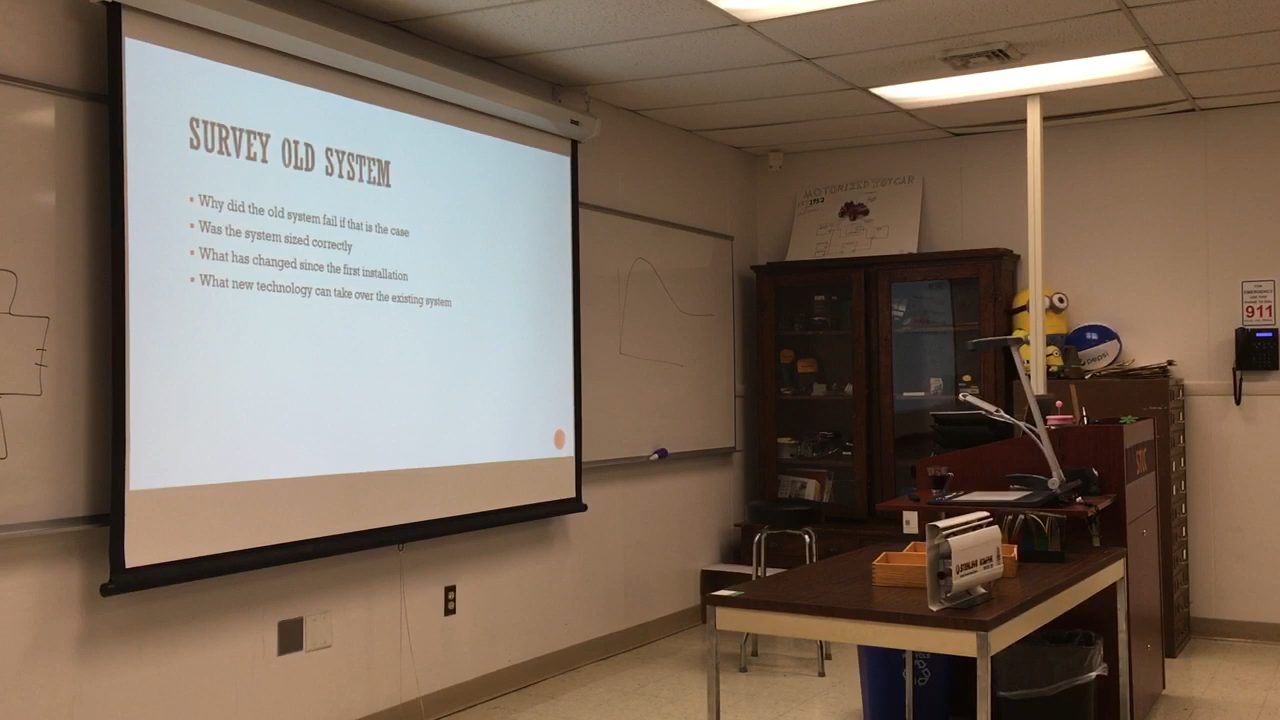 SURVEY OLD SYSTEM
Why did the old system fail if that is the case
Was the system sized correctly
What has changed since the first installation
What new technology can take over the existing system
MOTORIZED TOY CAR
pepsi
911